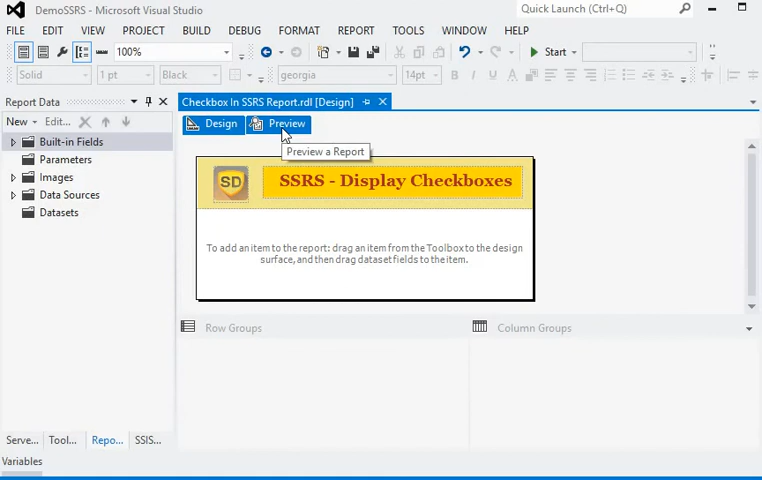 DemoSSRS - Microsoft Visual Studio
Quick Launch (Ctrl+Q)
FILE EDIT VIEW PROJECT BUILD DEBUG FORMAT REPORT TOOLS WINDOW HELP
100% Start
Solid 1 pt Black georgia 14pt B I U A
Report Data
Checkbox In SSRS Report.rdl [Design]
New Edit...
Design Preview
Preview a Report
Built-in Fields
Parameters
Images
Data Sources
Datasets
SD
SSRS - Display Checkboxes
To add an item to the report: drag an item from the Toolbox to the design
surface, and then drag dataset fields to the item.
Row Groups Column Groups
Serve... Tool... Repo... SSIS...
Variables